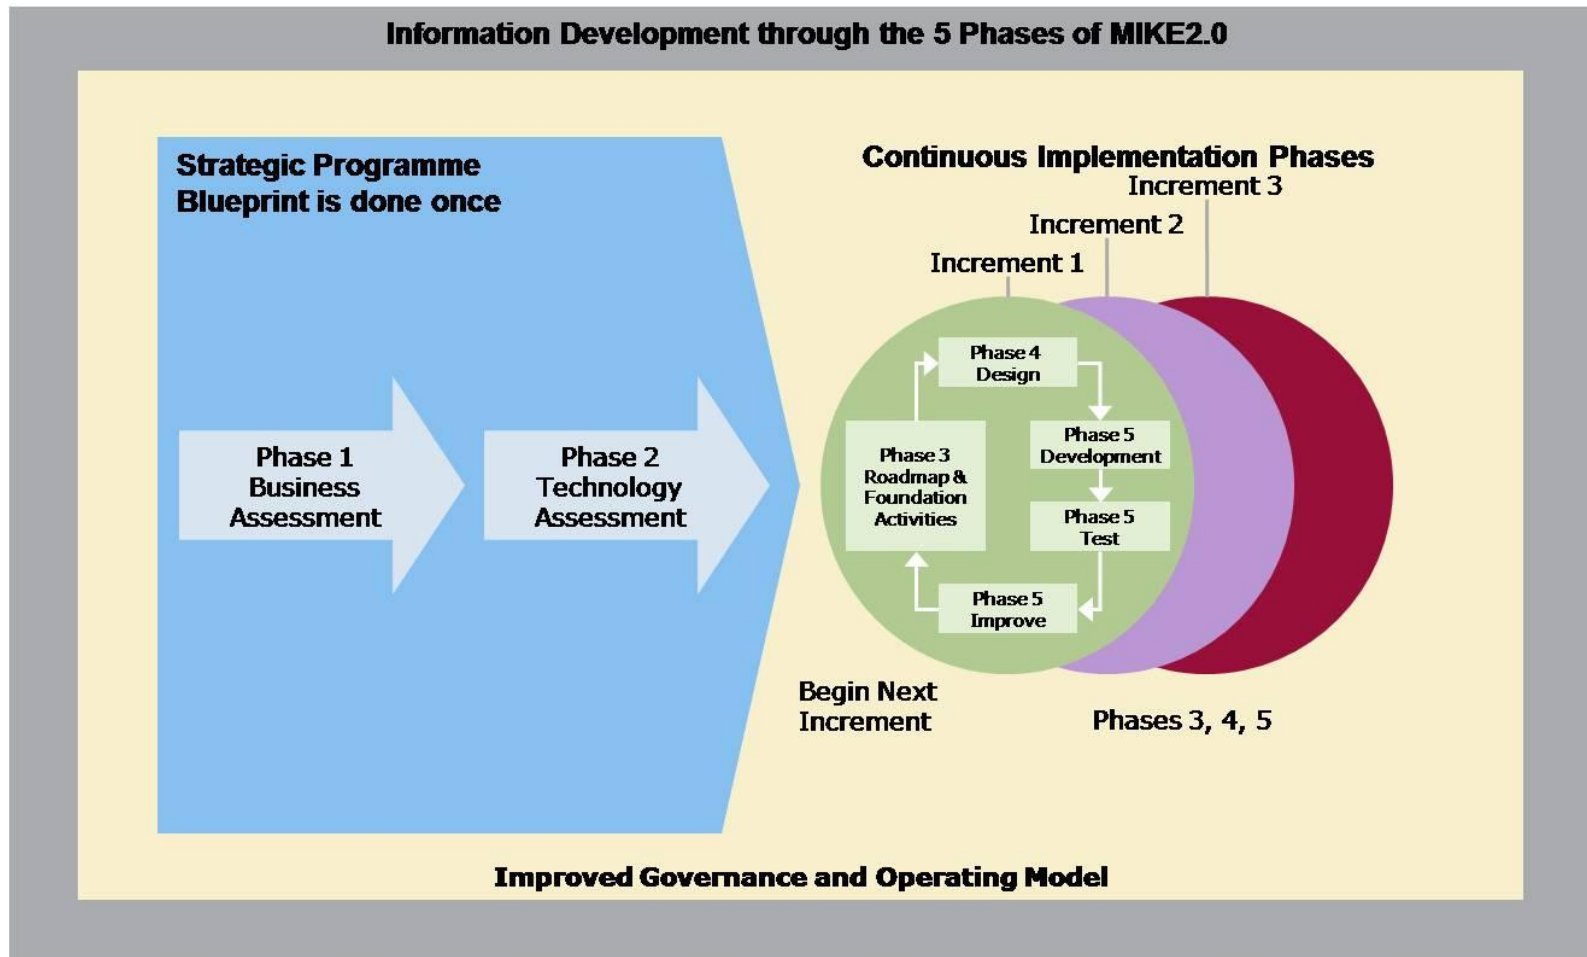 Information Development through the 5 Phases of MIKE2.0
Strategic Programme
Blueprint is done once
Phase 1
Business
Assessment
Phase 2
Technology
Assessment
Continuous Implementation Phases
Increment 3
Increment 2
Increment 1
Phase 4
Design
Phase 5
Development
Phase 3
Roadmap &
Foundation
Activities
Phase 5
Test
Phase 5
Improve
Begin Next
Increment
Phases 3, 4, 5
Improved Governance and Operating Model